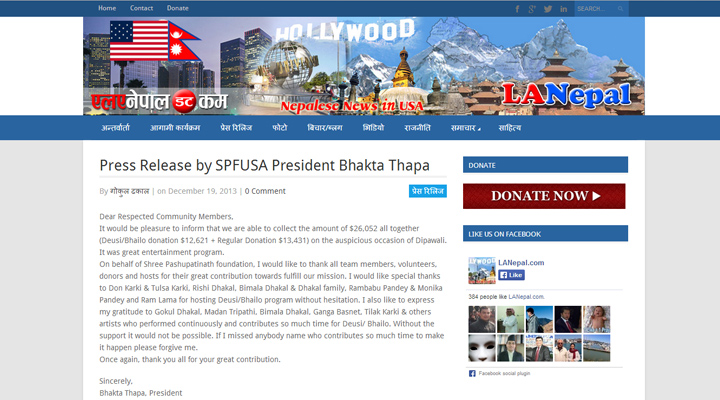 Home Contact Donate
SEARCH...
HOLLYWOOD
एलएनेपाल डट कम
Nepalese News in USA
LANepal
अन्तर्वार्ता आगामी कार्यक्रम प्रेस रिलिज फोटो बिचार/ब्लग भिडियो राजनीति समाचार साहित्य
Press Release by SPFUSA President Bhakta Thapa
By गोकुल ढकाल | on December 19, 2013 | 0 Comment
प्रेस रिलिज
Dear Respected Community Members,
It would be pleasure to inform that we are able to collect the amount of $26,052 all together
(Deusi/Bhailo donation $12,621 + Regular Donation $13,431) on the auspicious occasion of Dipawali.
It was great entertainment program.
On behalf of Shree Pashupatinath foundation, I would like to thank all team members, volunteers,
donors and hosts for their great contribution towards fulfill our mission. I would like special thanks
to Don Karki & Tulsa Karki, Rishi Dhakal, Bimala Dhakal & Dhakal family, Rambabu Pandey & Monika
Pandey and Ram Lama for hosting Deusi/Bhailo program without hesitation. I also like to express
my gratitude to Gokul Dhakal, Madan Tripathi, Bimala Dhakal, Ganga Basnet, Tilak Karki & others
artists who performed continuously and contributes so much time for Deusi/ Bhailo. Without the
support it would not be possible. If I missed anybody name who contributes so much time to make
it happen please forgive me.
Once again, thank you all for your great contribution.
Sincerely,
Bhakta Thapa, President
DONATE
DONATE NOW
LIKE US ON FACEBOOK
LANepal.com
Like
384 people like LANepal.com.
Facebook social plugin